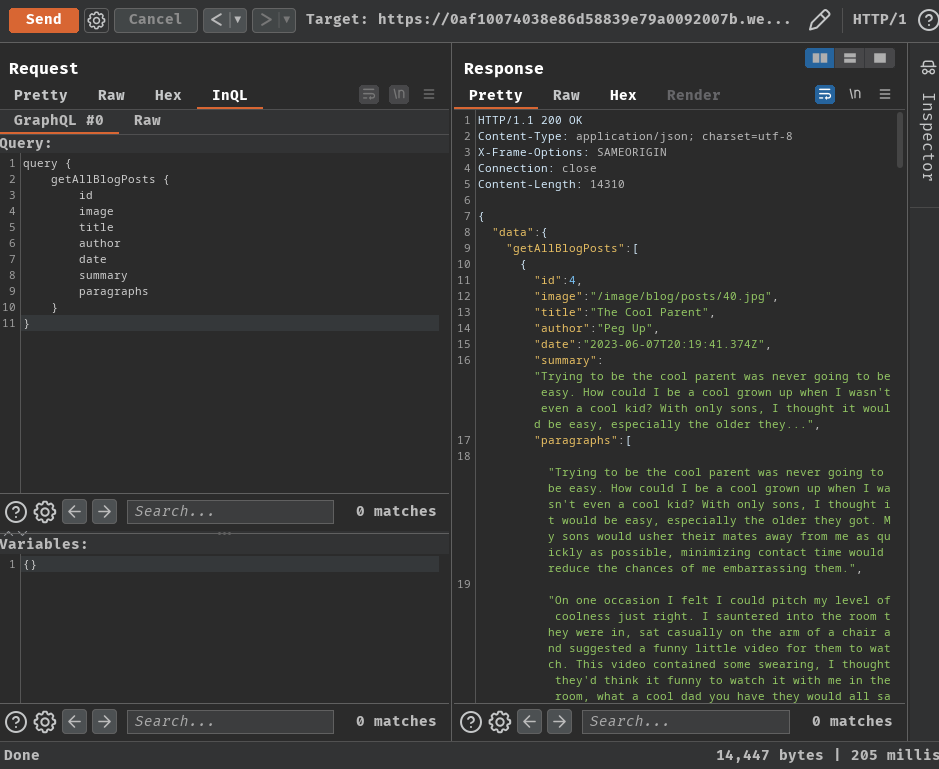 Send Cancel < ▾ > ▾ Target: https://0af10074038e86d58839e79a0092007b.we... HTTP/1 ?
Request
Pretty Raw Hex InQL \n
GraphQL #0 Raw
Query:
1 query {
2 getAllBlogPosts {
3 id
4 image
5 title
6 author
7 date
8 summary
9 paragraphs
10 }
11 }
Search... 0 matches
Variables:
1 {}
Search... 0 matches
Response
Pretty Raw Hex Render \n
1 HTTP/1.1 200 OK
2 Content-Type: application/json; charset=utf-8
3 X-Frame-Options: SAMEORIGIN
4 Connection: close
5 Content-Length: 14310
6
7 {
8 "data":{
9 "getAllBlogPosts":[
10 {
11 "id":4,
12 "image":"/image/blog/posts/40.jpg",
13 "title":"The Cool Parent",
14 "author":"Peg Up",
15 "date":"2023-06-07T20:19:41.374Z",
16 "summary":
"Trying to be the cool parent was never going to be
easy. How could I be a cool grown up when I wasn't
even a cool kid? With only sons, I thought it woul
d be easy, especially the older they...",
17 "paragraphs":[
18
"Trying to be the cool parent was never going to
be easy. How could I be a cool grown up when I wa
sn't even a cool kid? With only sons, I thought i
t would be easy, especially the older they got. M
y sons would usher their mates away from me as qu
ickly as possible, minimizing contact time would
reduce the chances of me embarrassing them.",
19
"On one occasion I felt I could pitch my level of
coolness just right. I sauntered into the room t
hey were in, sat casually on the arm of a chair a
nd suggested a funny little video for them to wat
ch. This video contained some swearing, I thought
they'd think it funny to watch it with me in the
room, what a cool dad you have they would all sa
Search... 0 matches
Inspector
Done 14,447 bytes | 205 millis